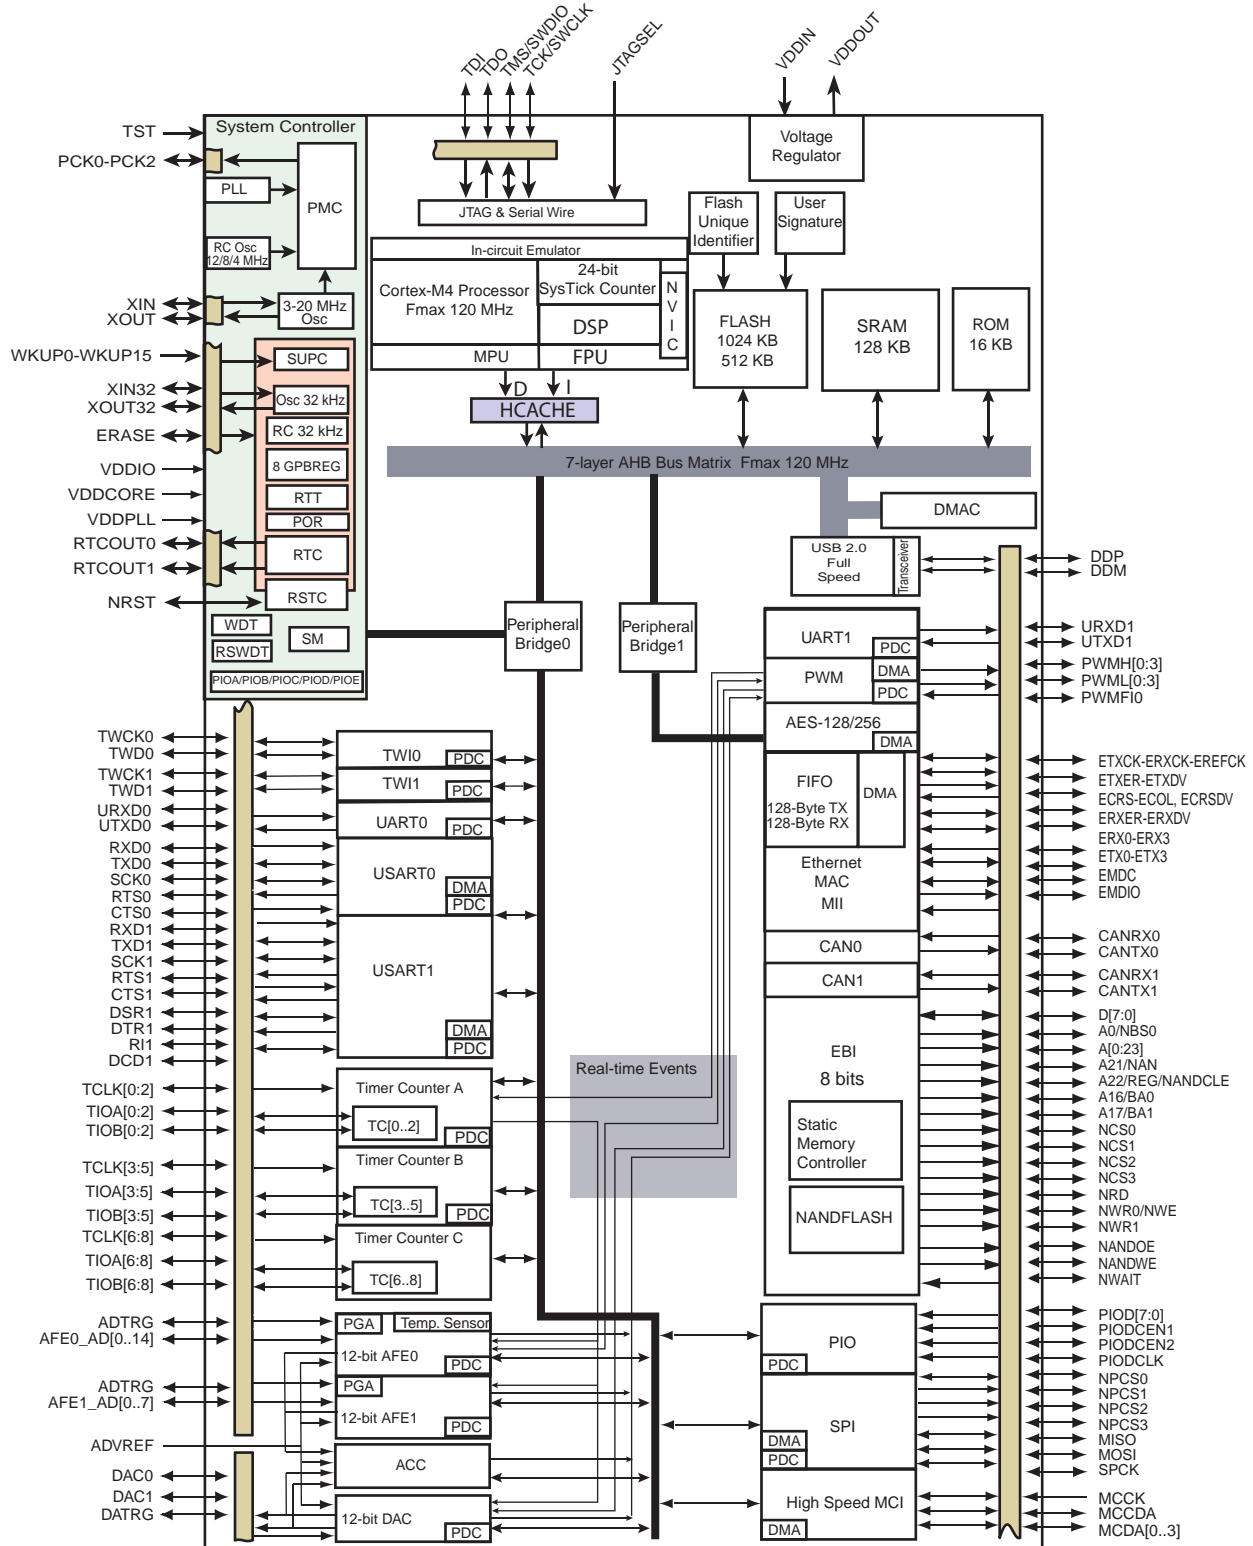 TDI
TDO
TMS/SWDIO
TCK/SWCLK
JTAGSEL
VDDIN
VDDOUT
TST
PCK0-PCK2
XIN
XOUT
WKUP0-WKUP15
XIN32
XOUT32
ERASE
VDDIO
VDDCORE
VDDPLL
RTCOUT0
RTCOUT1
NRST
System Controller
PLL
PMC
RC Osc
12/8/4 MHz
3-20 MHz
Osc
SUPC
Osc 32 kHz
RC 32 kHz
8 GPBREG
RTT
POR
RTC
RSTC
WDT
RSWDT
SM
PIOA/PIOB/PIOC/PIOD/PIOE
JTAG & Serial Wire
Voltage
Regulator
Flash
Unique
Identifier
User
Signature
In-circuit Emulator
Cortex-M4 Processor
Fmax 120 MHz
24-bit
SysTick Counter
DSP
MPU
FPU
N
V
I
C
FLASH
1024 KB
512 KB
SRAM
128 KB
ROM
16 KB
D
I
HCACHE
7-layer AHB Bus Matrix Fmax 120 MHz
DMAC
USB 2.0
Full
Speed
Transceiver
Peripheral
Bridge0
Peripheral
Bridge1
TWCK0
TWD0
TWCK1
TWD1
URXD0
UTXD0
RXD0
TXD0
SCK0
RTS0
CTS0
RXD1
TXD1
SCK1
RTS1
CTS1
DSR1
DTR1
RI1
DCD1
TCLK[0:2]
TIOA[0:2]
TIOB[0:2]
TCLK[3:5]
TIOA[3:5]
TIOB[3:5]
TCLK[6:8]
TIOA[6:8]
TIOB[6:8]
ADTRG
AFE0_AD[0..14]
ADTRG
AFE1_AD[0..7]
ADVREF
DAC0
DAC1
DATRG
TWI0
PDC
TWI1
PDC
UART0
PDC
USART0
DMA
PDC
USART1
DMA
PDC
Timer Counter A
TC[0..2]
PDC
Timer Counter B
TC[3..5]
PDC
Timer Counter C
TC[6..8]
PGA
Temp. Sensor
12-bit AFE0
PDC
PGA
12-bit AFE1
PDC
ACC
12-bit DAC
PDC
Real-time Events
UART1
PDC
PWM
DMA
PDC
AES-128/256
DMA
FIFO
128-Byte TX
128-Byte RX
DMA
Ethernet
MAC
MII
CAN0
CAN1
EBI
8 bits
Static
Memory
Controller
NANDFLASH
PIO
PDC
SPI
DMA
PDC
High Speed MCI
DMA
DDP
DDM
URXD1
UTXD1
PWMH[0:3]
PWML[0:3]
PWMFI0
ETXCK-ERXCK-EREFCK
ETXER-ETXDV
ECRS-ECOL, ECRSDV
ERXER-ERXDV
ERX0-ERX3
ETX0-ETX3
EMDC
EMDIO
CANRX0
CANTX0
CANRX1
CANTX1
D[7:0]
A0/NBS0
A[0:23]
A21/NAN
A22/REG/NANDCLE
A16/BA0
A17/BA1
NCS0
NCS1
NCS2
NCS3
NRD
NWR0/NWE
NWR1
NANDOE
NANDWE
NWAIT
PIOD[7:0]
PIODCEN1
PIODCEN2
PIODCLK
NPCS0
NPCS1
NPCS2
NPCS3
MISO
MOSI
SPCK
MCCK
MCCDA
MCDA[0..3]